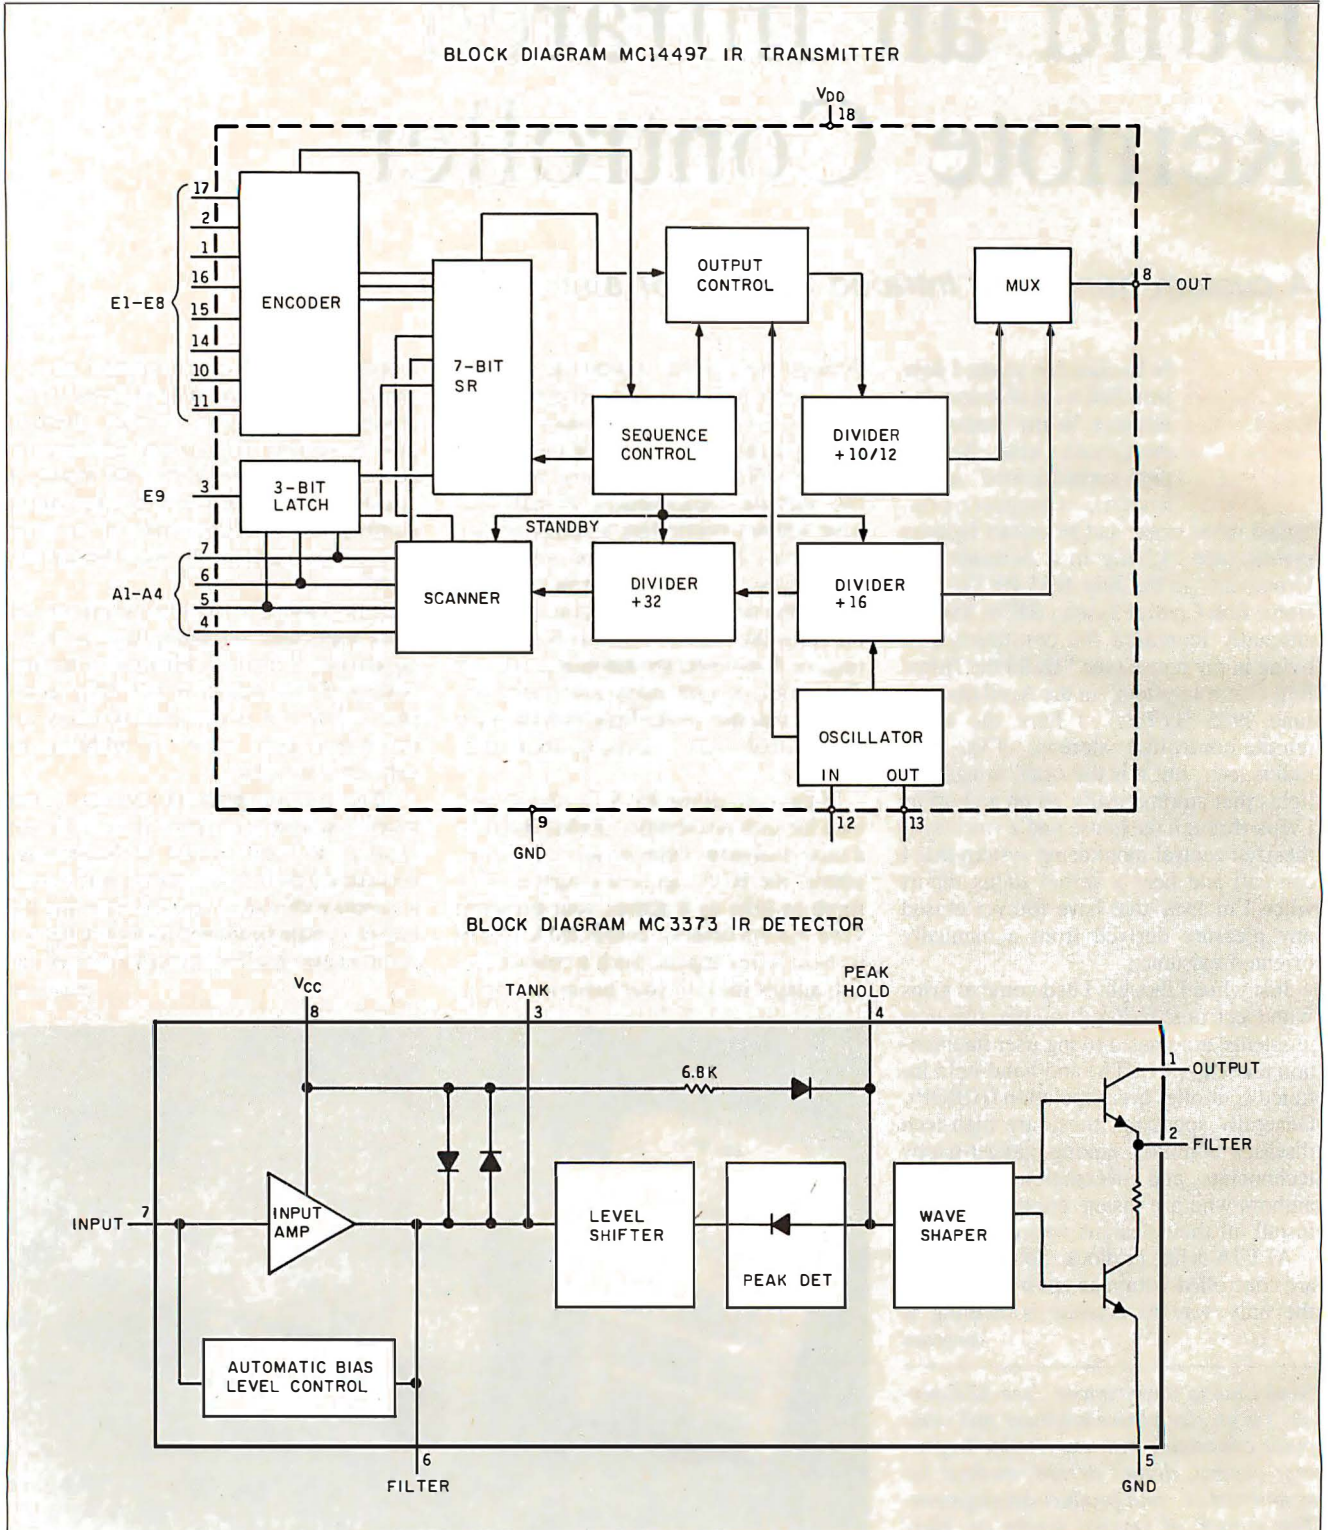 BLOCK DIAGRAM MC14497 IR TRANSMITTER
VDD
18
17
2
1
16
15
14
10
11
E1-E8
ENCODER
7-BIT
SR
OUTPUT
CONTROL
MUX
8
OUT
SEQUENCE
CONTROL
DIVIDER
+10/12
E9
3
3-BIT
LATCH
STANDBY
7
6
5
4
A1-A4
SCANNER
DIVIDER
+32
DIVIDER
+16
OSCILLATOR
IN
OUT
9
GND
12
13
BLOCK DIAGRAM MC3373 IR DETECTOR
VCC
8
TANK
3
PEAK
HOLD
4
6.8K
1
OUTPUT
2
FILTER
INPUT
7
INPUT
AMP
LEVEL
SHIFTER
PEAK DET
WAVE
SHAPER
AUTOMATIC BIAS
LEVEL CONTROL
6
FILTER
5
GND